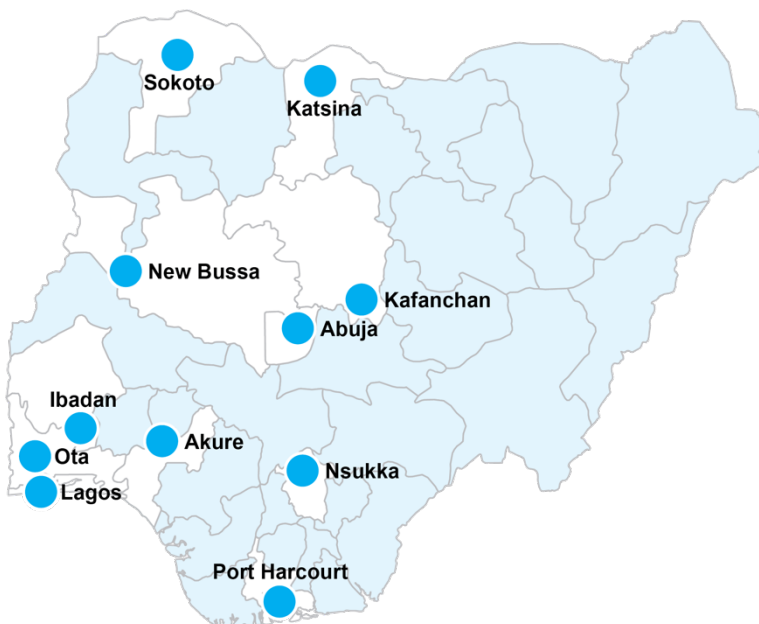 Sokoto
Katsina
New Bussa
Kafanchan
Abuja
Ibadan
Akure
Ota
Nsukka
Lagos
Port Harcourt